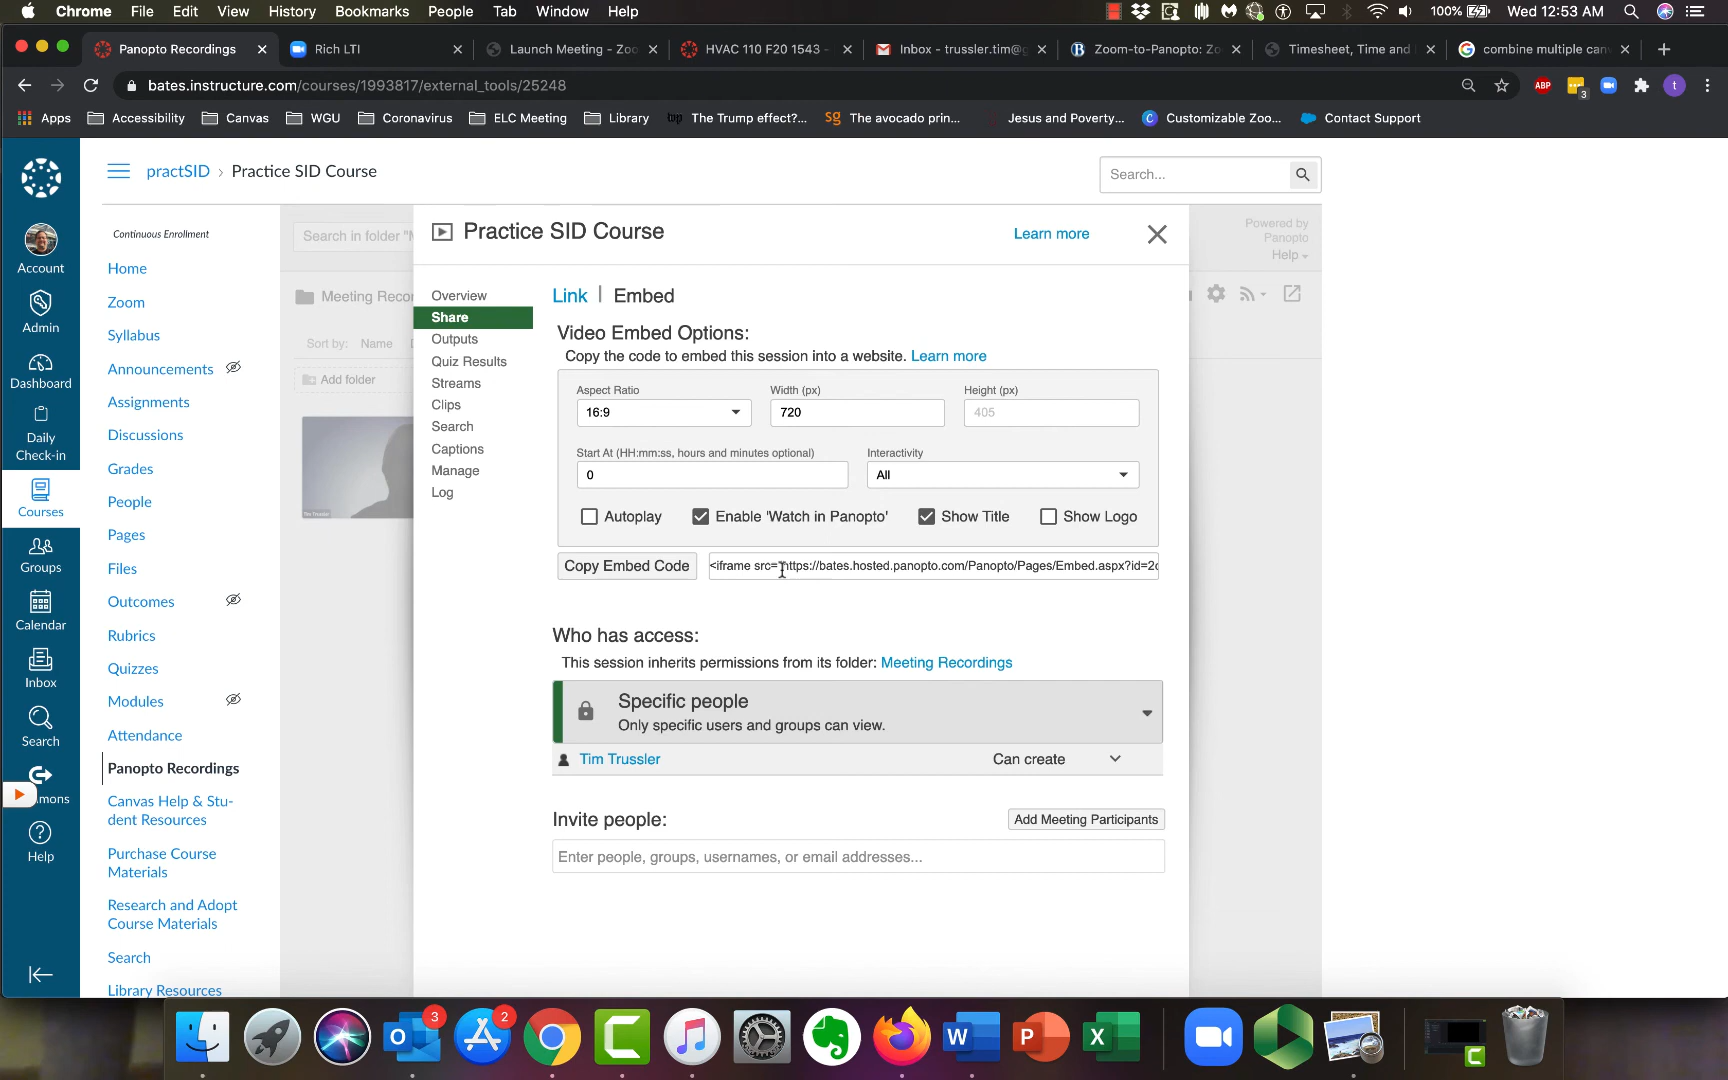 Chrome File Edit View History Bookmarks People Tab Window Help 100% Wed 12:53 AM
Panopto Recordings Rich LTI Launch Meeting - Zoo HVAC 110 F20 1543 - Inbox - trussler.tim@g Zoom-to-Panopto: Zo Timesheet, Time and combine multiple can
bates.instructure.com/courses/1993817/external_tools/25248 ABP 3 t
Apps Accessibility Canvas WGU Coronavirus ELC Meeting Library The Trump effect?... sg The avocado prin... Jesus and Poverty... Customizable Zoo... Contact Support
practSID › Practice SID Course
Search...
Account
Admin
Dashboard
Daily
Check-in
Courses
Groups
Calendar
Inbox
Search
mons
Help
Continuous Enrollment
Home
Zoom
Syllabus
Announcements
Assignments
Discussions
Grades
People
Pages
Files
Outcomes
Rubrics
Quizzes
Modules
Attendance
Panopto Recordings
Canvas Help & Stu-
dent Resources
Purchase Course
Materials
Research and Adopt
Course Materials
Search
Library Resources
Search in folder "M
Meeting Recor
Sort by: Name
Add folder
Tim Trussler
Powered by
Panopto
Help
Practice SID Course
Learn more
Overview
Share
Outputs
Quiz Results
Streams
Clips
Search
Captions
Manage
Log
Link | Embed
Video Embed Options:
Copy the code to embed this session into a website. Learn more
Aspect Ratio Width (px) Height (px)
16:9 720 405
Start At (HH:mm:ss, hours and minutes optional) Interactivity
0 All
Autoplay Enable 'Watch in Panopto' Show Title Show Logo
Copy Embed Code <iframe src="https://bates.hosted.panopto.com/Panopto/Pages/Embed.aspx?id=2c
Who has access:
This session inherits permissions from its folder: Meeting Recordings
Specific people
Only specific users and groups can view.
Tim Trussler Can create
Invite people:
Add Meeting Participants
Enter people, groups, usernames, or email addresses...
3 2